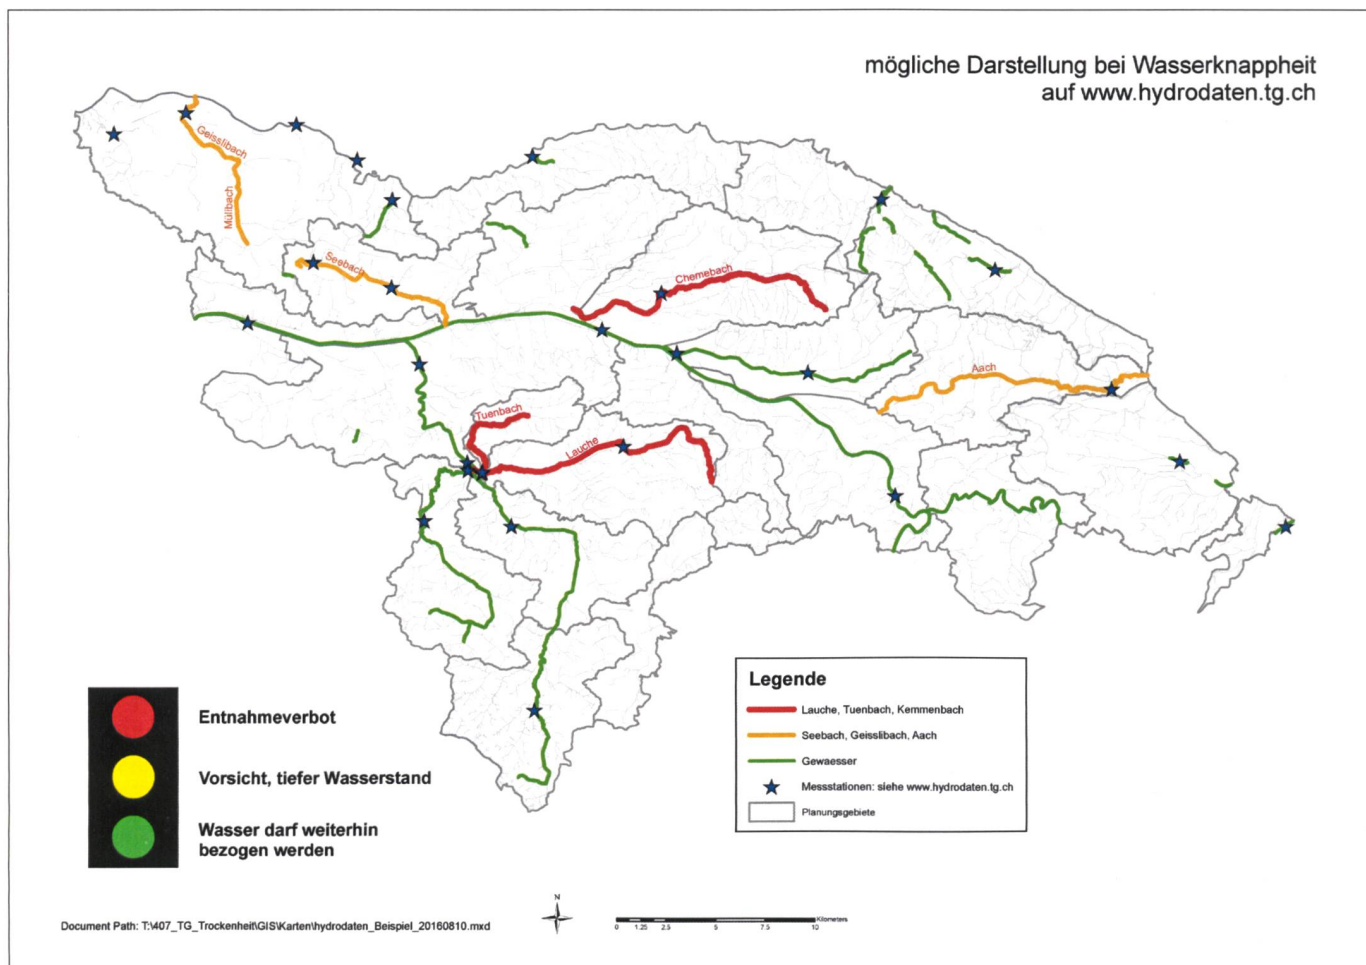 mögliche Darstellung bei Wasserknappheit
auf www.hydrodaten.tg.ch
Geisslibach
Müllbach
Seebach
Chemebach
Aach
Tuenbach
Lauche
Entnahmeverbot
Vorsicht, tiefer Wasserstand
Wasser darf weiterhin
bezogen werden
Legende
Lauche, Tuenbach, Kemmenbach
Seebach, Geisslibach, Aach
Gewaesser
Messstationen: siehe www.hydrodaten.tg.ch
Planungsgebiete
Document Path: T:\407_TG_Trockenheit\GIS\Karten\hydrodaten_Beispiel_20160810.mxd
N
0 1.25 2.5 5 7.5 10 Kilometers